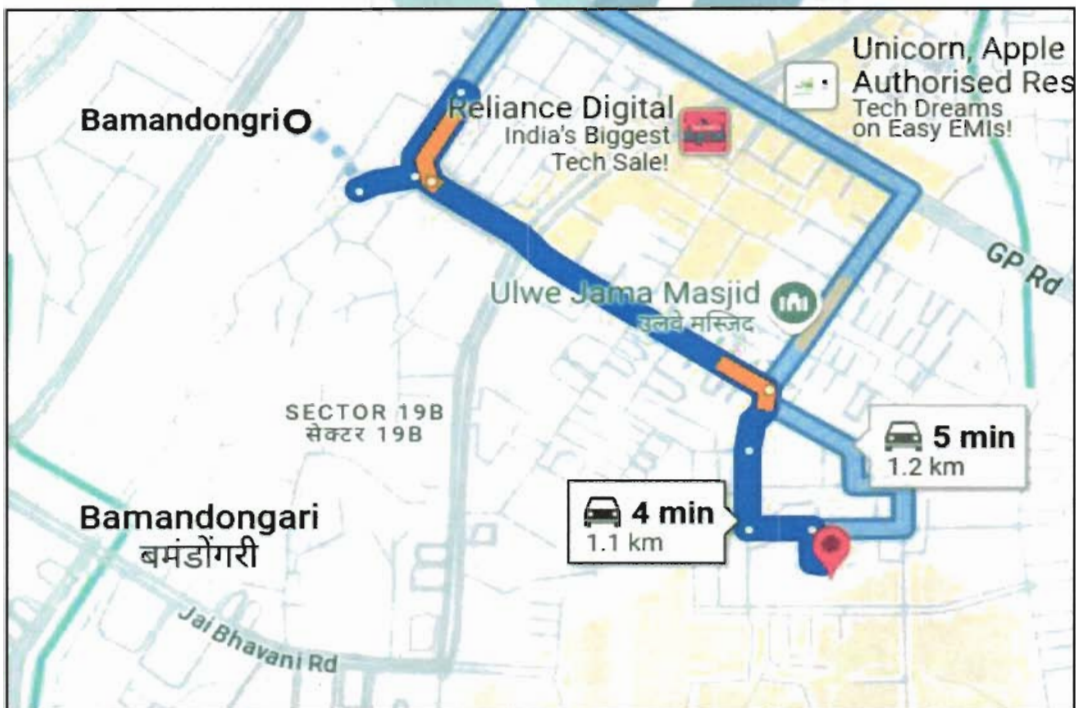 Unicorn, Apple
Authorised Res
Tech Dreams
on Easy EMIs!
Reliance Digital
India's Biggest
Tech Sale!
Bamandongri
GP Rd
Ulwe Jama Masjid
उलवे मस्जिद
SECTOR 19B
सेक्टर 19B
5 min
1.2 km
4 min
1.1 km
Bamandongari
बमंडोंगरी
Jai Bhavani Rd